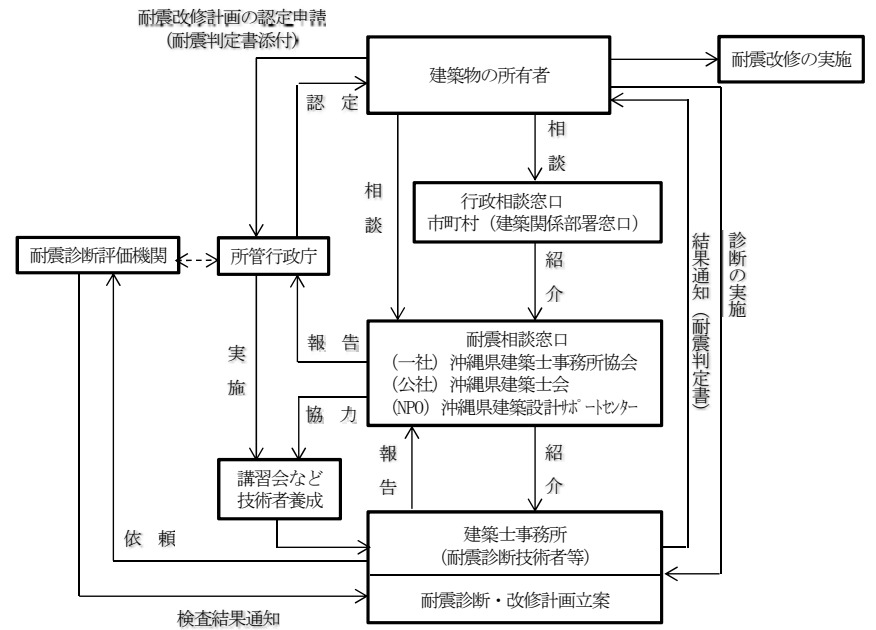 耐震改修計画の認定申請
(耐震判定書添付)
建築物の所有者
耐震改修の実施
認 定
相 談
相 談
行政相談窓口
市町村（建築関係部署窓口）
耐震診断評価機関
所管行政庁
紹 介
診断の実施
結果通知（耐震判定書）
耐震相談窓口
(一社) 沖縄県建築士事務所協会
(公社) 沖縄県建築士会
(NPO) 沖縄県建築設計ｻﾎﾟｰﾄｾﾝﾀｰ
報 告
実 施
協 力
報 告
紹 介
講習会など
技術者養成
依 頼
建築士事務所
(耐震診断技術者等)
耐震診断・改修計画立案
検査結果通知